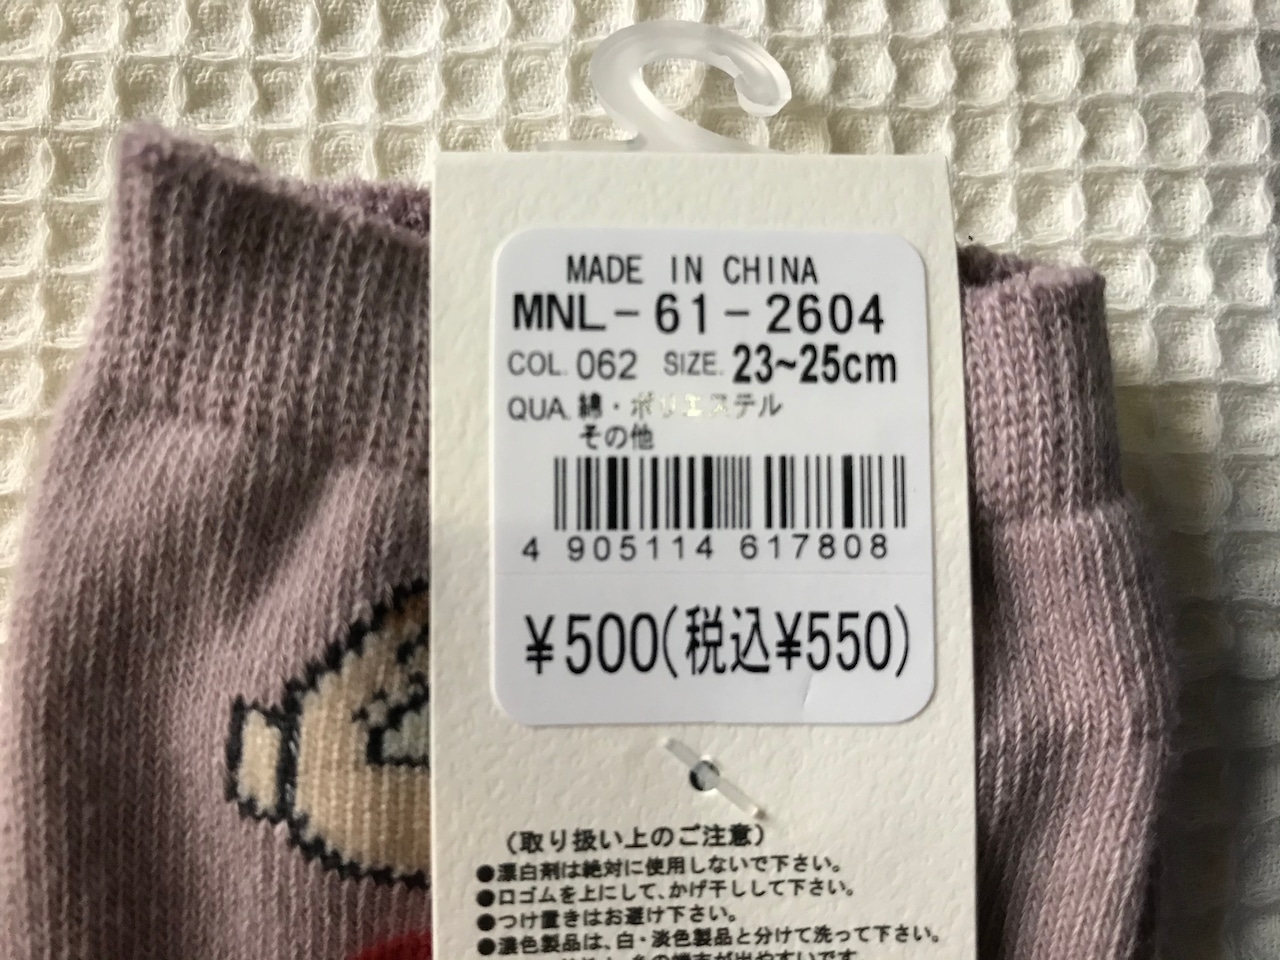 MADE IN CHINA
MNL-61-2604
COL. 062 SIZE. 23~25cm
QUA. 綿・ポリエステル
その他
4 905114 617808
¥500(税込¥550)
(取り扱い上のご注意)
●漂白剤は絶対に使用しないで下さい。
●口ゴムを上にして、かげ干しして下さい。
●つけ置きはお避け下さい。
●濃色製品は、白・淡色製品と分けて洗って下さい。